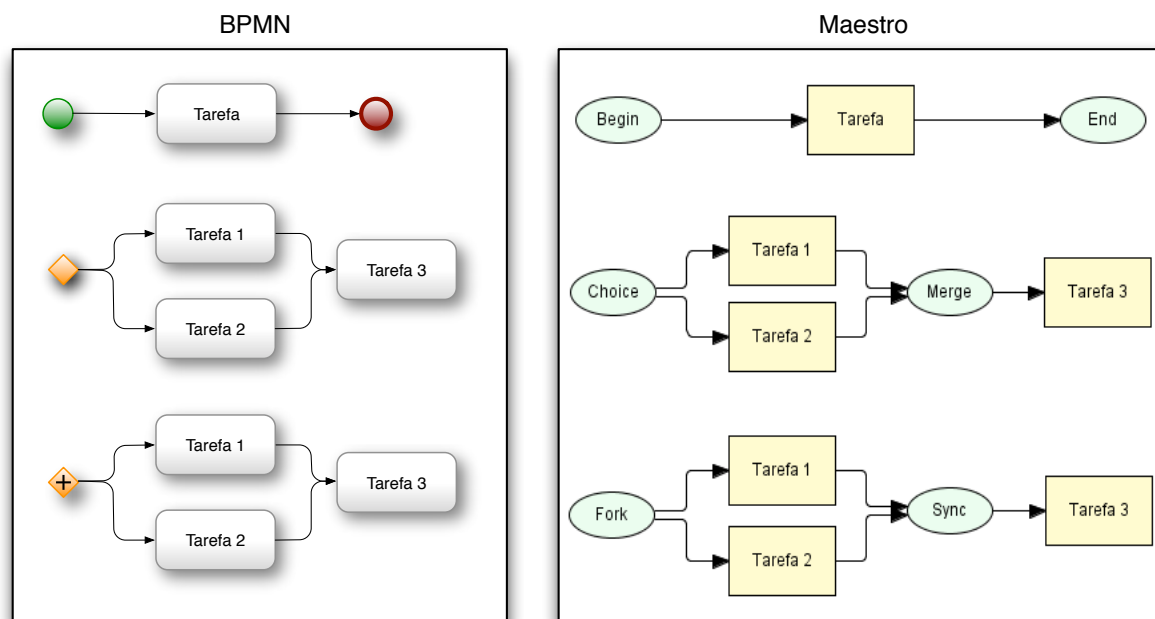 BPMN
Tarefa
Tarefa 1
Tarefa 2
Tarefa 3
Tarefa 1
Tarefa 2
Tarefa 3
Maestro
Begin
Tarefa
End
Choice
Tarefa 1
Tarefa 2
Merge
Tarefa 3
Fork
Tarefa 1
Tarefa 2
Sync
Tarefa 3